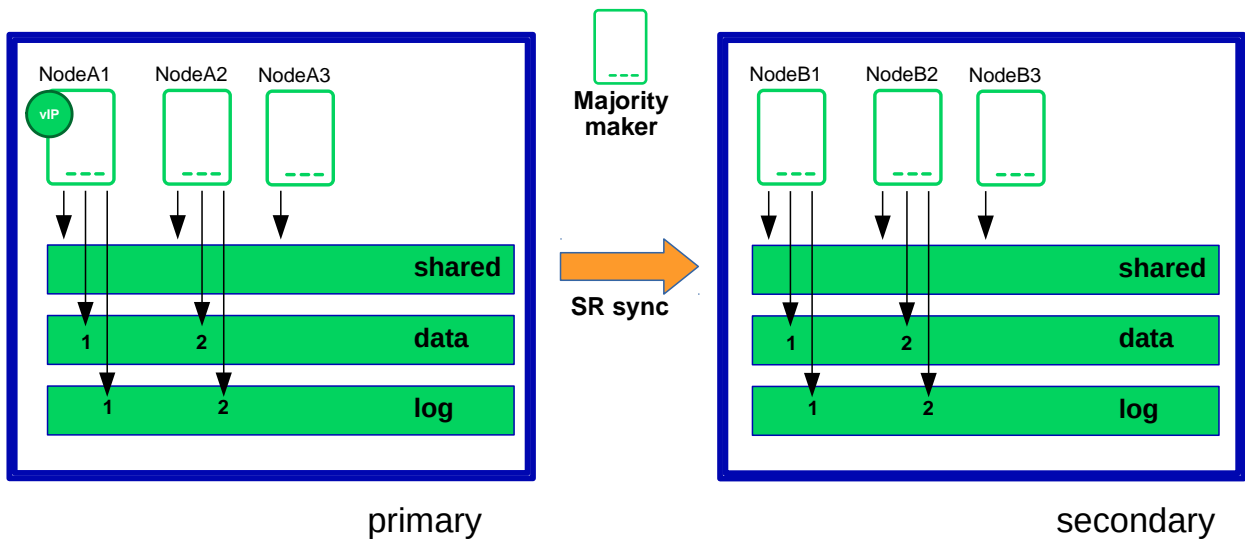 NodeA1
NodeA2
NodeA3
vIP
shared
1
2
data
1
2
log
primary
Majority
maker
SR sync
NodeB1
NodeB2
NodeB3
shared
1
2
data
1
2
log
secondary